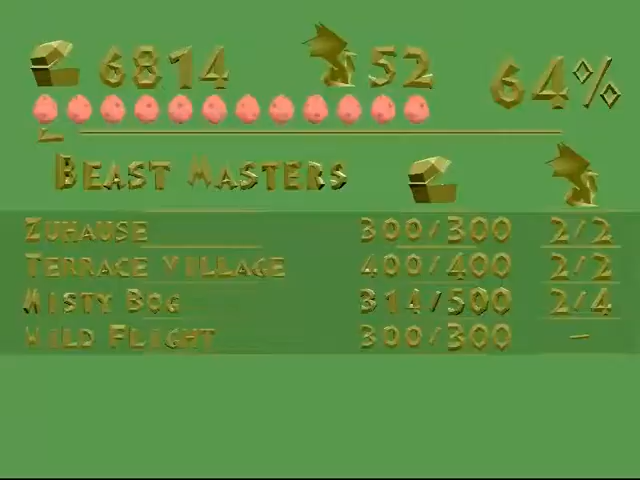 6814 52 64%
BEAST MASTERS
ZUHAUSE 300/300 2/2
TERRACE VILLAGE 400/400 2/2
MISTY BOG 314/500 2/4
WILD FLIGHT 300/300 -